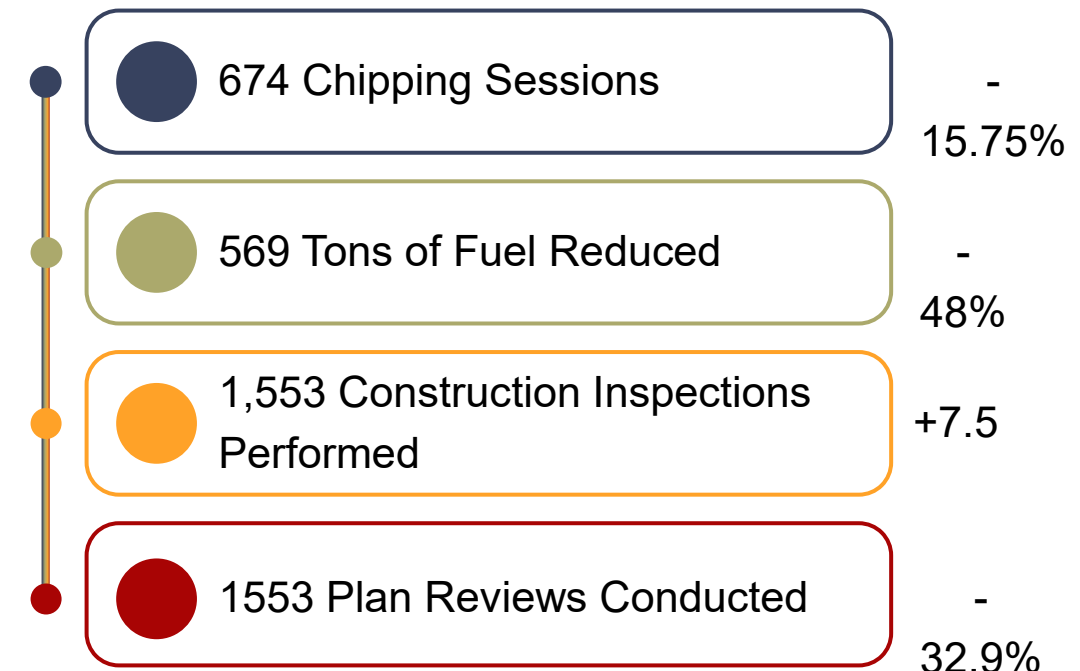 674 Chipping Sessions
-
15.75%
569 Tons of Fuel Reduced
-
48%
1,553 Construction Inspections
Performed
+7.5
1553 Plan Reviews Conducted
-
32.9%